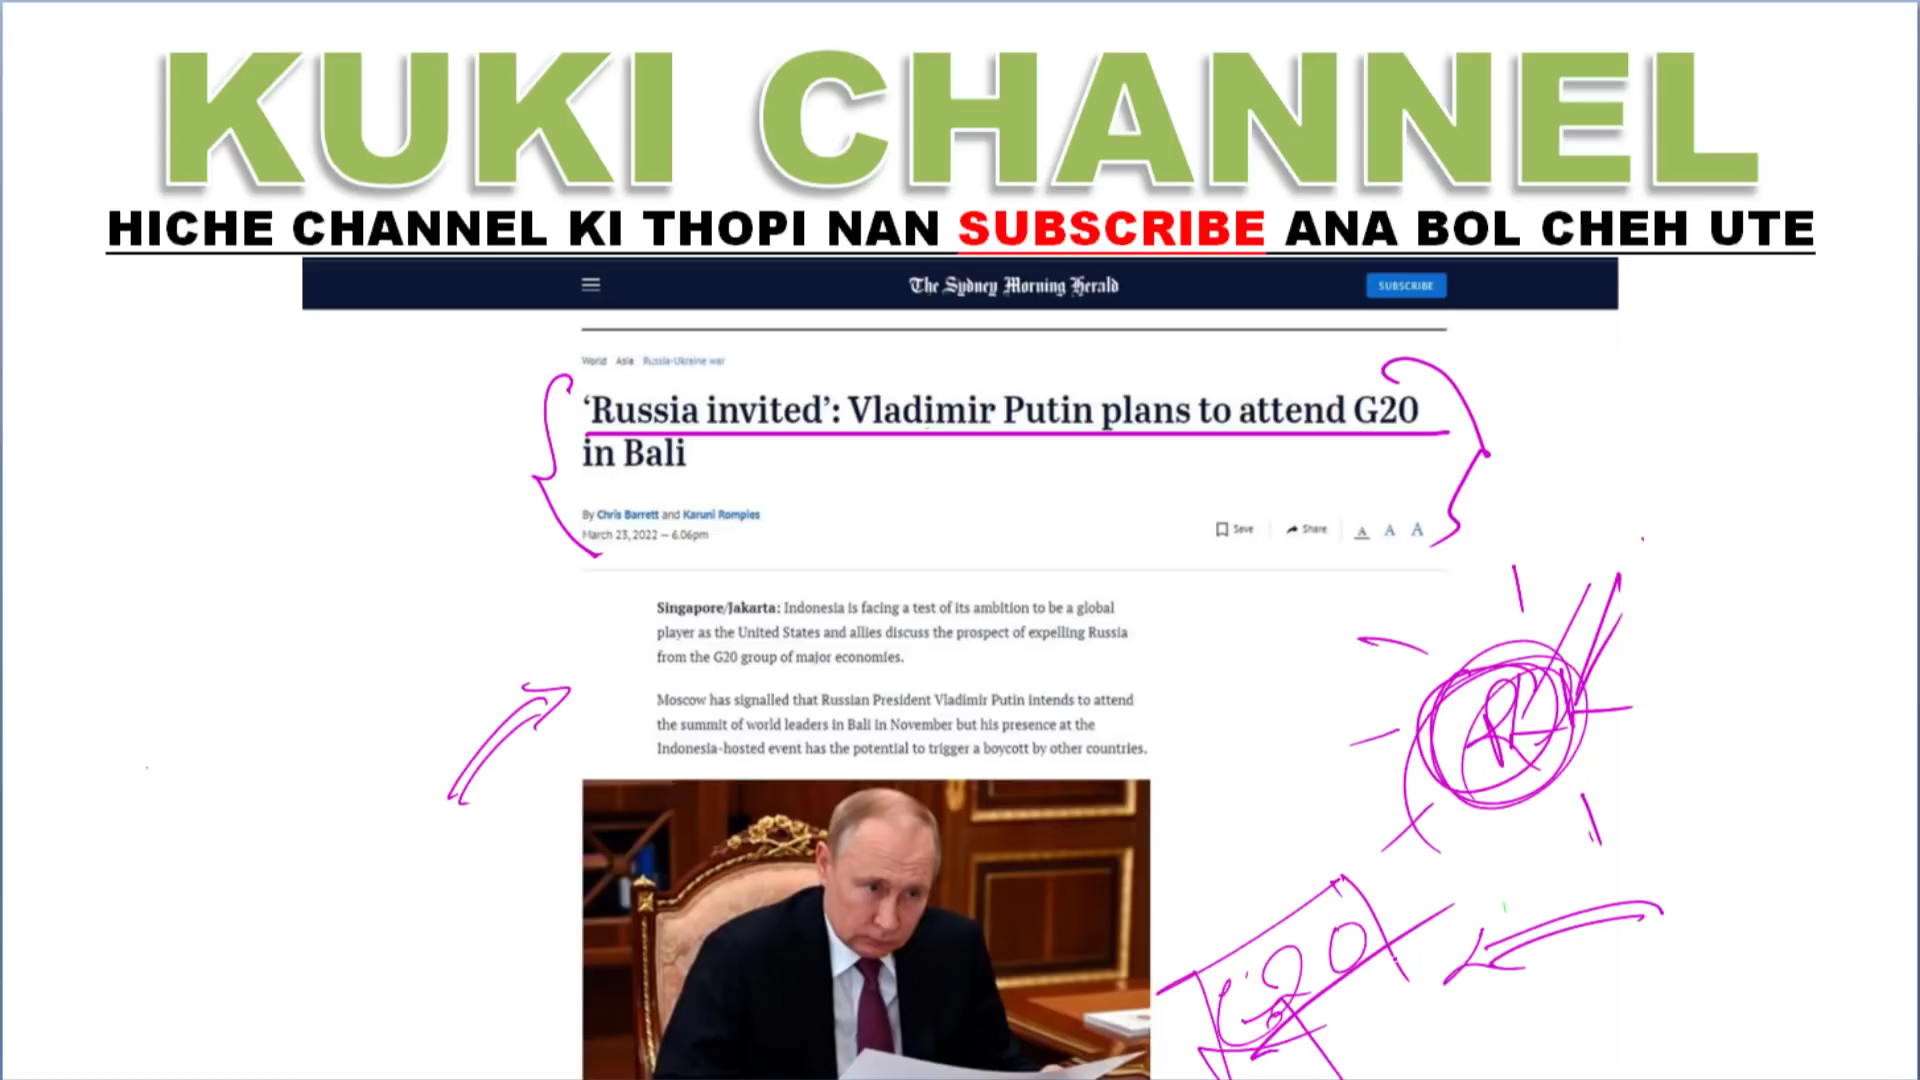 KUKI CHANNEL
HICHE CHANNEL KI THOPI NAN SUBSCRIBE ANA BOL CHEH UTE
The Sydney Morning Herald
SUBSCRIBE
World Asia Russia-Ukraine war
‘Russia invited’: Vladimir Putin plans to attend G20
in Bali
By Chris Barrett and Karuni Rompies
March 23, 2022 — 6.06pm
Save Share A A A
Singapore/Jakarta: Indonesia is facing a test of its ambition to be a global
player as the United States and allies discuss the prospect of expelling Russia
from the G20 group of major economies.
Moscow has signalled that Russian President Vladimir Putin intends to attend
the summit of world leaders in Bali in November but his presence at the
Indonesia-hosted event has the potential to trigger a boycott by other countries.
G20